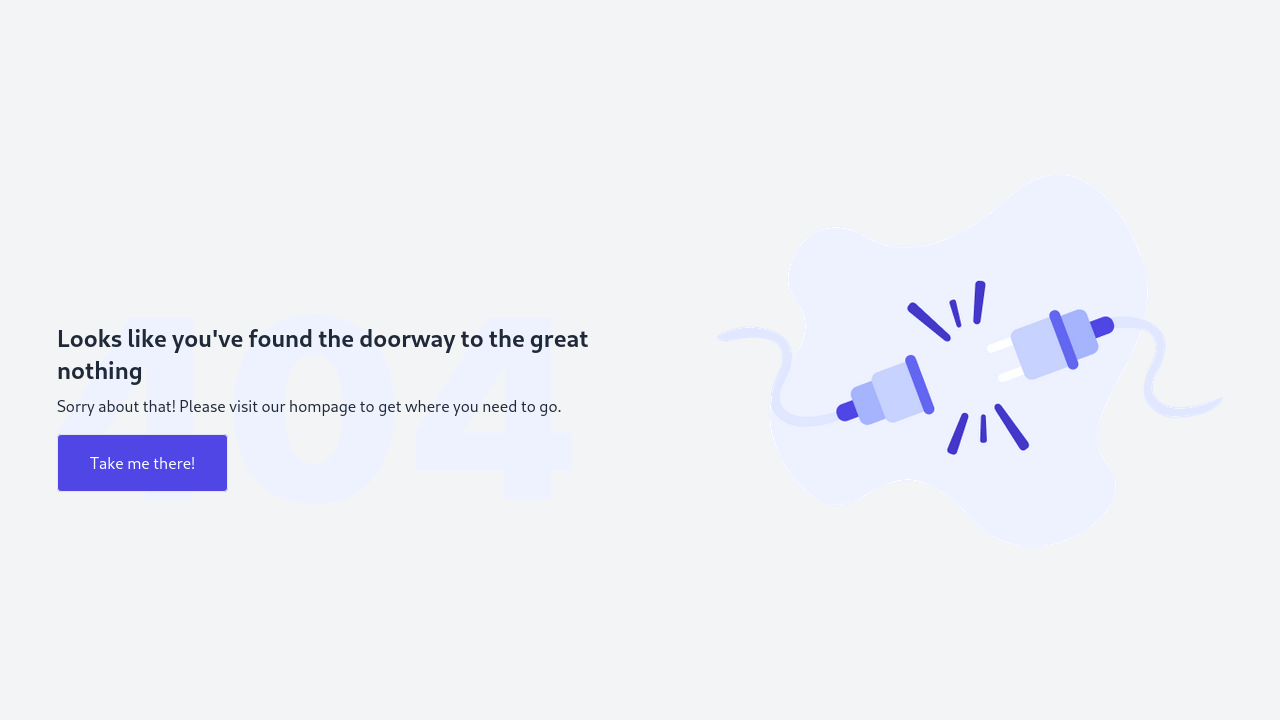 404
Looks like you've found the doorway to the great
nothing
Sorry about that! Please visit our hompage to get where you need to go.
Take me there!